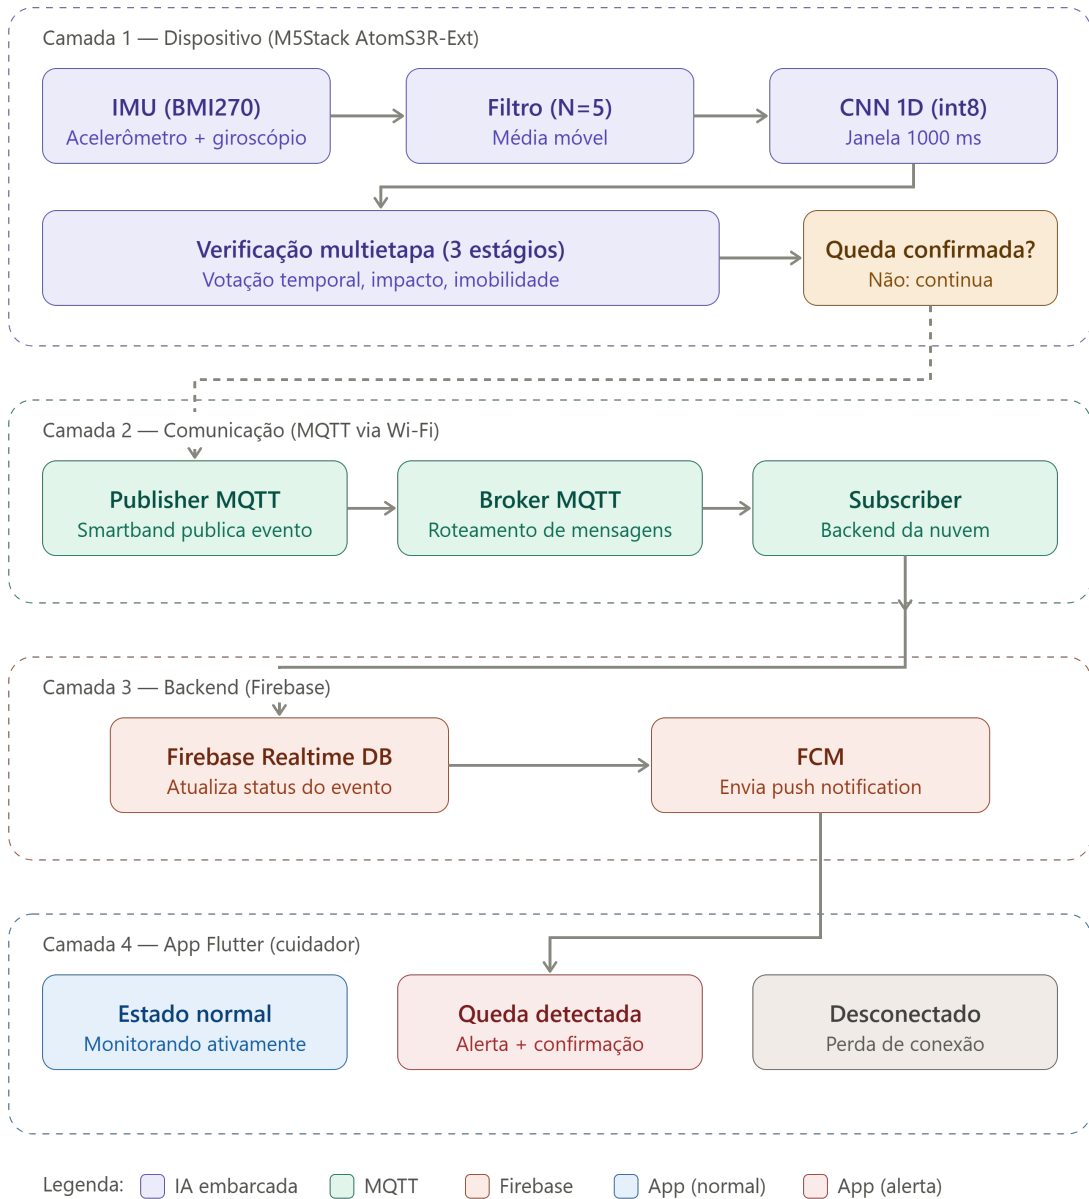 Camada 1 — Dispositivo (M5Stack AtomS3R-Ext)
IMU (BMI270)
Acelerômetro + giroscópio
Filtro (N=5)
Média móvel
CNN 1D (int8)
Janela 1000 ms
Verificação multietapa (3 estágios)
Votação temporal, impacto, imobilidade
Queda confirmada?
Não: continua
Camada 2 — Comunicação (MQTT via Wi-Fi)
Publisher MQTT
Smartband publica evento
Broker MQTT
Roteamento de mensagens
Subscriber
Backend da nuvem
Camada 3 — Backend (Firebase)
Firebase Realtime DB
Atualiza status do evento
FCM
Envia push notification
Camada 4 — App Flutter (cuidador)
Estado normal
Monitorando ativamente
Queda detectada
Alerta + confirmação
Desconectado
Perda de conexão
Legenda: IA embarcada MQTT Firebase App (normal) App (alerta)